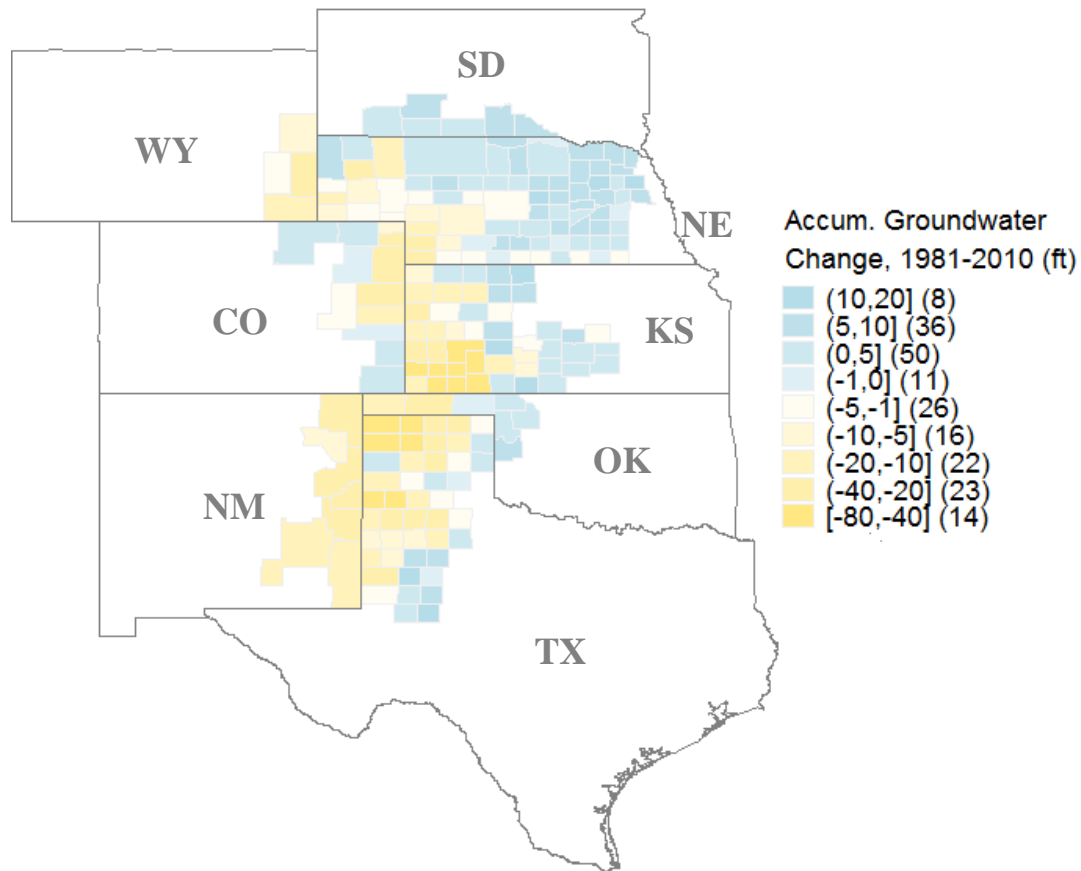 SD
WY
NE
Accum. Groundwater
Change, 1981-2010 (ft)
(10,20] (8)
(5,10] (36)
(0,5] (50)
(-1,0] (11)
(-5,-1] (26)
(-10,-5] (16)
(-20,-10] (22)
(-40,-20] (23)
[-80,-40] (14)
CO
KS
OK
NM
TX